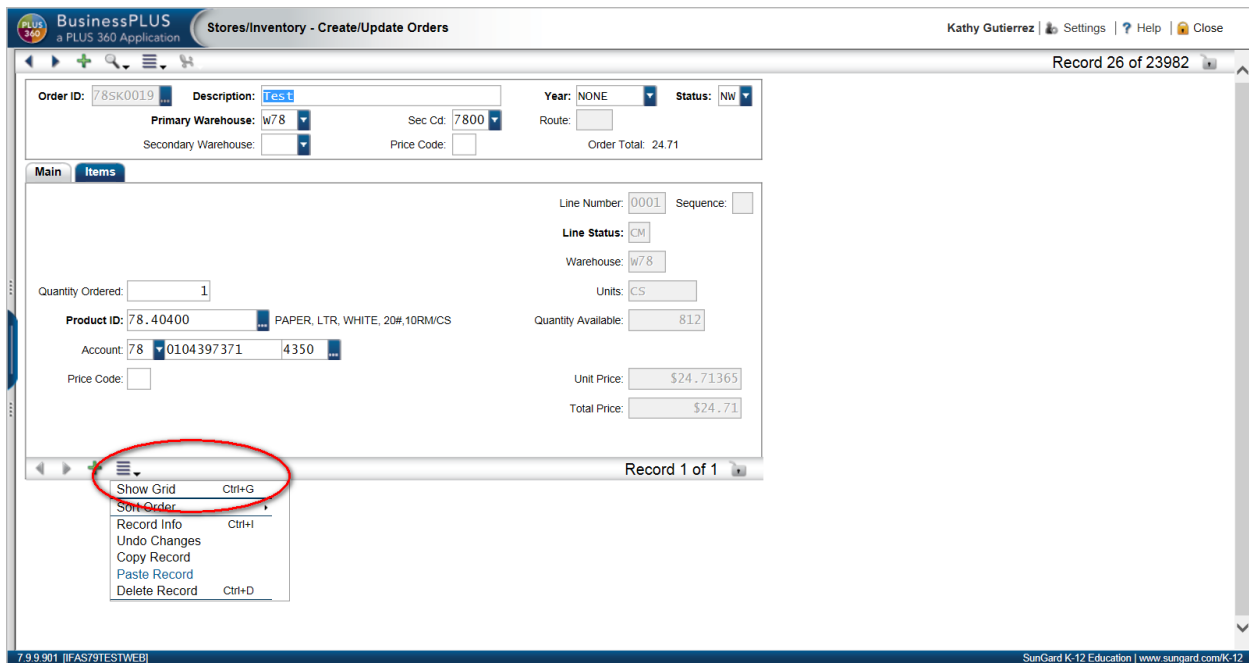 PLUS 360 BusinessPLUS
a PLUS 360 Application
Stores/Inventory - Create/Update Orders
Kathy Gutierrez | Settings | ? Help | Close
Record 26 of 23982
Order ID: 78SK0019 ... Description: Test Year: NONE Status: NW
Primary Warehouse: W78 Sec Cd: 7800 Route:
Secondary Warehouse: Price Code: Order Total: 24.71
Main Items
Line Number: 0001 Sequence:
Line Status: CM
Warehouse: W78
Quantity Ordered: 1 Units: CS
Product ID: 78.40400 ... PAPER, LTR, WHITE, 20#,10RM/CS Quantity Available: 812
Account: 78 0104397371 4350 ...
Price Code: Unit Price: $24.71365
Total Price: $24.71
Record 1 of 1
Show Grid Ctrl+G
Sort Order
Record Info Ctrl+I
Undo Changes
Copy Record
Paste Record
Delete Record Ctrl+D
7.9.9.901 [IFAS79TESTWEB] SunGard K-12 Education | www.sungard.com/K-12